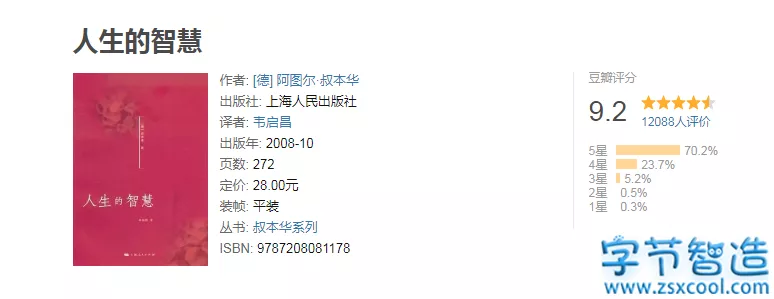 人生的智慧
人生的智慧
作者: [德] 阿图尔·叔本华
出版社: 上海人民出版社
译者: 韦启昌
出版年: 2008-10
页数: 272
定价: 28.00元
装帧: 平装
丛书: 叔本华系列
ISBN: 9787208081178
豆瓣评分
9.2
12088人评价
5星 70.2%
4星 23.7%
3星 5.2%
2星 0.5%
1星 0.3%
字节智造
www.zsxcool.com